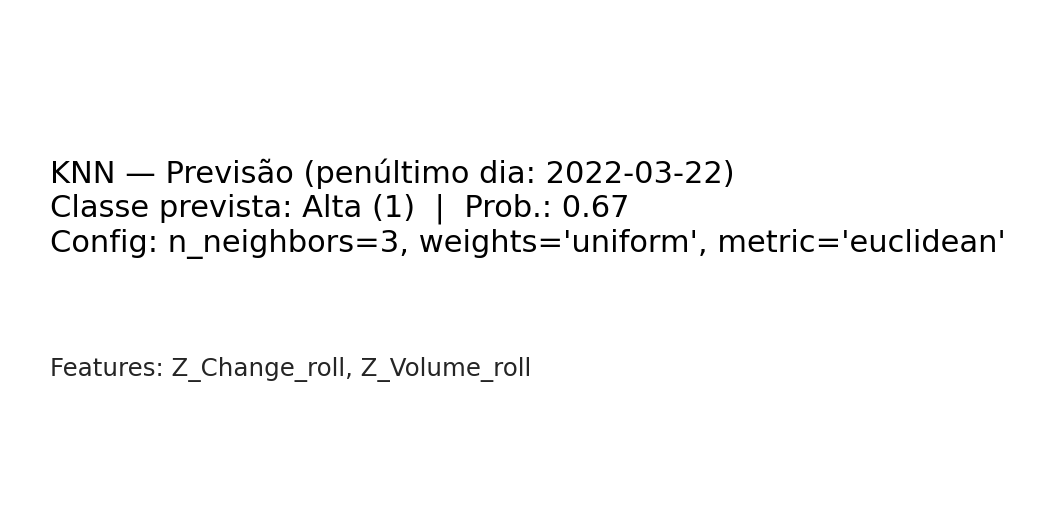 KNN — Previsão (penúltimo dia: 2022-03-22)
Classe prevista: Alta (1)  |  Prob.: 0.67
Config: n_neighbors=3, weights='uniform', metric='euclidean'
Features: Z_Change_roll, Z_Volume_roll